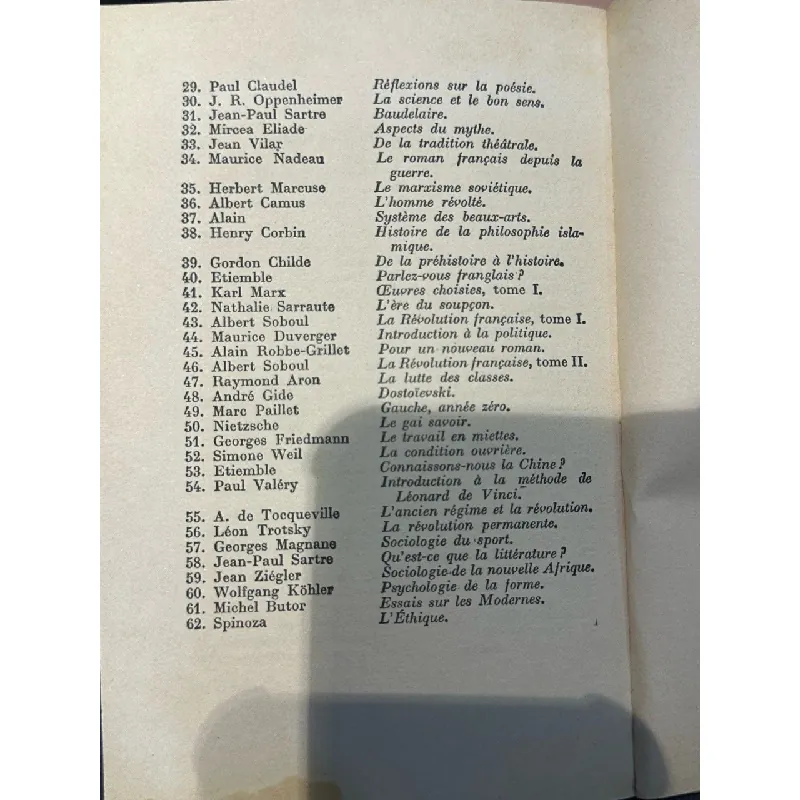 29. Paul Claudel Réflexions sur la poésie.
30. J. R. Oppenheimer La science et le bon sens.
31. Jean-Paul Sartre Baudelaire.
32. Mircea Eliade Aspects du mythe.
33. Jean Vilar De la tradition théâtrale.
34. Maurice Nadeau Le roman français depuis la
guerre.
35. Herbert Marcuse Le marxisme soviétique.
36. Albert Camus L'homme révolté.
37. Alain Système des beaux-arts.
38. Henry Corbin Histoire de la philosophie isla-
mique.
39. Gordon Childe De la préhistoire à l'histoire.
40. Etiemble Parlez-vous franglais ?
41. Karl Marx Œuvres choisies, tome I.
42. Nathalie Sarraute L'ère du soupçon.
43. Albert Soboul La Révolution française, tome I.
44. Maurice Duverger Introduction à la politique.
45. Alain Robbe-Grillet Pour un nouveau roman.
46. Albert Soboul La Révolution française, tome II.
47. Raymond Aron La lutte des classes.
48. André Gide Dostoïevski.
49. Marc Paillet Gauche, année zéro.
50. Nietzsche Le gai savoir.
51. Georges Friedmann Le travail en miettes.
52. Simone Weil La condition ouvrière.
53. Etiemble Connaissons-nous la Chine ?
54. Paul Valéry Introduction à la méthode de
Léonard de Vinci.
55. A. de Tocqueville L'ancien régime et la révolution.
56. Léon Trotsky La révolution permanente.
57. Georges Magnane Sociologie du sport.
58. Jean-Paul Sartre Qu'est-ce que la littérature ?
59. Jean Ziégler Sociologie de la nouvelle Afrique.
60. Wolfgang Köhler Psychologie de la forme.
61. Michel Butor Essais sur les Modernes.
62. Spinoza L'Éthique.